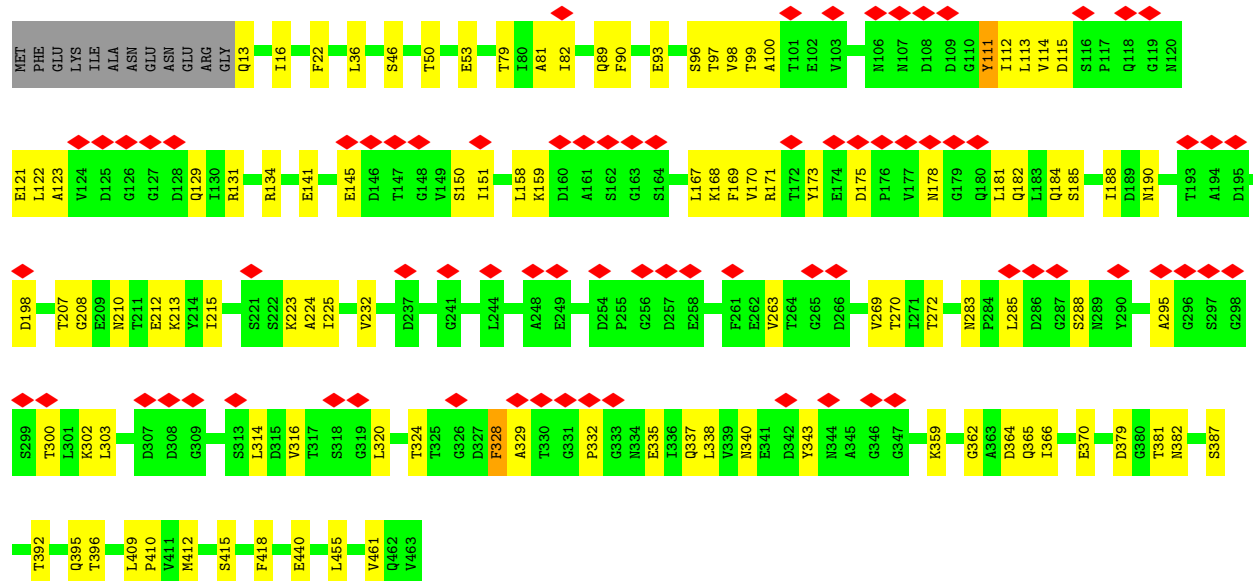 MET PHE GLU LYS ILE ALA ASN GLU ASN GLU ARG GLY Q13 I16 F22 L36 S46 T50 E53 T79 I80 A81 I82 Q89 F90 E93 S96 T97 V98 T99 A100 T101 E102 V103 N106 N107 D108 D109 G110 Y111 I112 L113 V114 D115 S116 P117 Q118 G119 N120
E121 L122 A123 V124 D125 G126 G127 D128 Q129 I130 R131 R134 E141 E145 D146 T147 G148 V149 S150 I151 L158 K159 D160 A161 S162 G163 S164 L167 K168 F169 V170 R171 T172 Y173 E174 D175 P176 V177 N178 G179 Q180 L181 Q182 L183 Q184 S185 I188 D189 N190 T193 A194 D195
D198 T207 G208 E209 N210 T211 E212 K213 Y214 I215 S221 S222 K223 A224 I225 V232 D237 G241 L244 A248 E249 D254 P255 G256 D257 E258 F261 E262 V263 T264 G265 D266 V269 T270 I271 T272 N283 P284 L285 D286 G287 S288 N289 Y290 A295 G296 S297 G298
S299 T300 L301 K302 L303 D307 D308 G309 S313 L314 D315 V316 T317 S318 G319 L320 T324 T325 G326 D327 F328 A329 T330 G331 P332 G333 N334 E335 I336 Q337 L338 V339 N340 E341 D342 Y343 N344 A345 G346 G347 K359 G362 A363 D364 Q365 I366 E370 D379 G380 T381 N382 S387
T392 Q395 T396 L409 P410 V411 M412 S415 F418 E440 L455 V461 Q462 V463